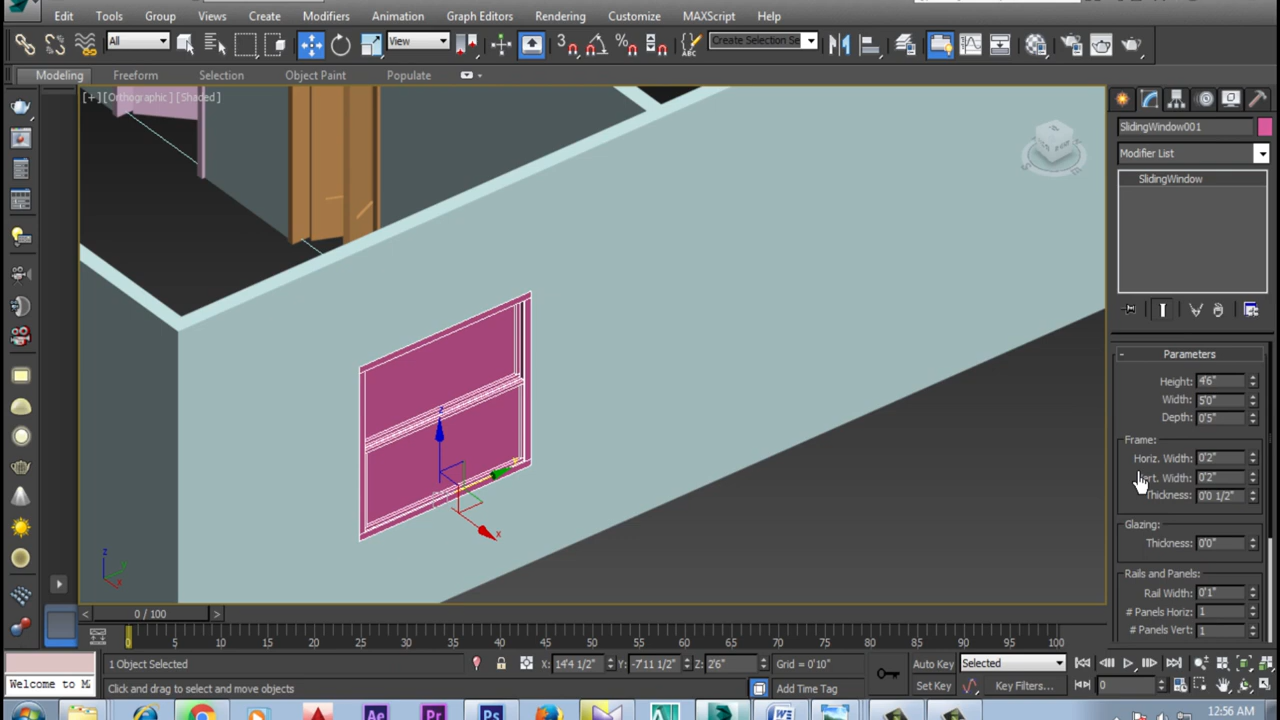 Edit Tools Group Views Create Modifiers Animation Graph Editors Rendering Customize MAXScript Help
All View Create Selection Se
Modeling Freeform Selection Object Paint Populate
[+] [Orthographic] [Shaded]
SlidingWindow001
Modifier List
SlidingWindow
- Parameters
Height: 4'6"
Width: 5'0"
Depth: 0'5"
Frame:
Horiz. Width: 0'2"
Vert. Width: 0'2"
Thickness: 0'0 1/2"
Glazing:
Thickness: 0'0"
Rails and Panels:
Rail Width: 0'1"
# Panels Horiz: 1
# Panels Vert: 1
z
x
z
y
x
< 0 / 100 >
0 5 10 15 20 25 30 35 40 45 50 55 60 65 70 75 80 85 90 95 100
1 Object Selected X: 14'4 1/2" Y: -7'11 1/2" Z: 2'6" Grid = 0'10" Auto Key Selected
Welcome to M
Click and drag to select and move objects Add Time Tag Set Key Key Filters... 0
Ae Pr Ps
12:56 AM